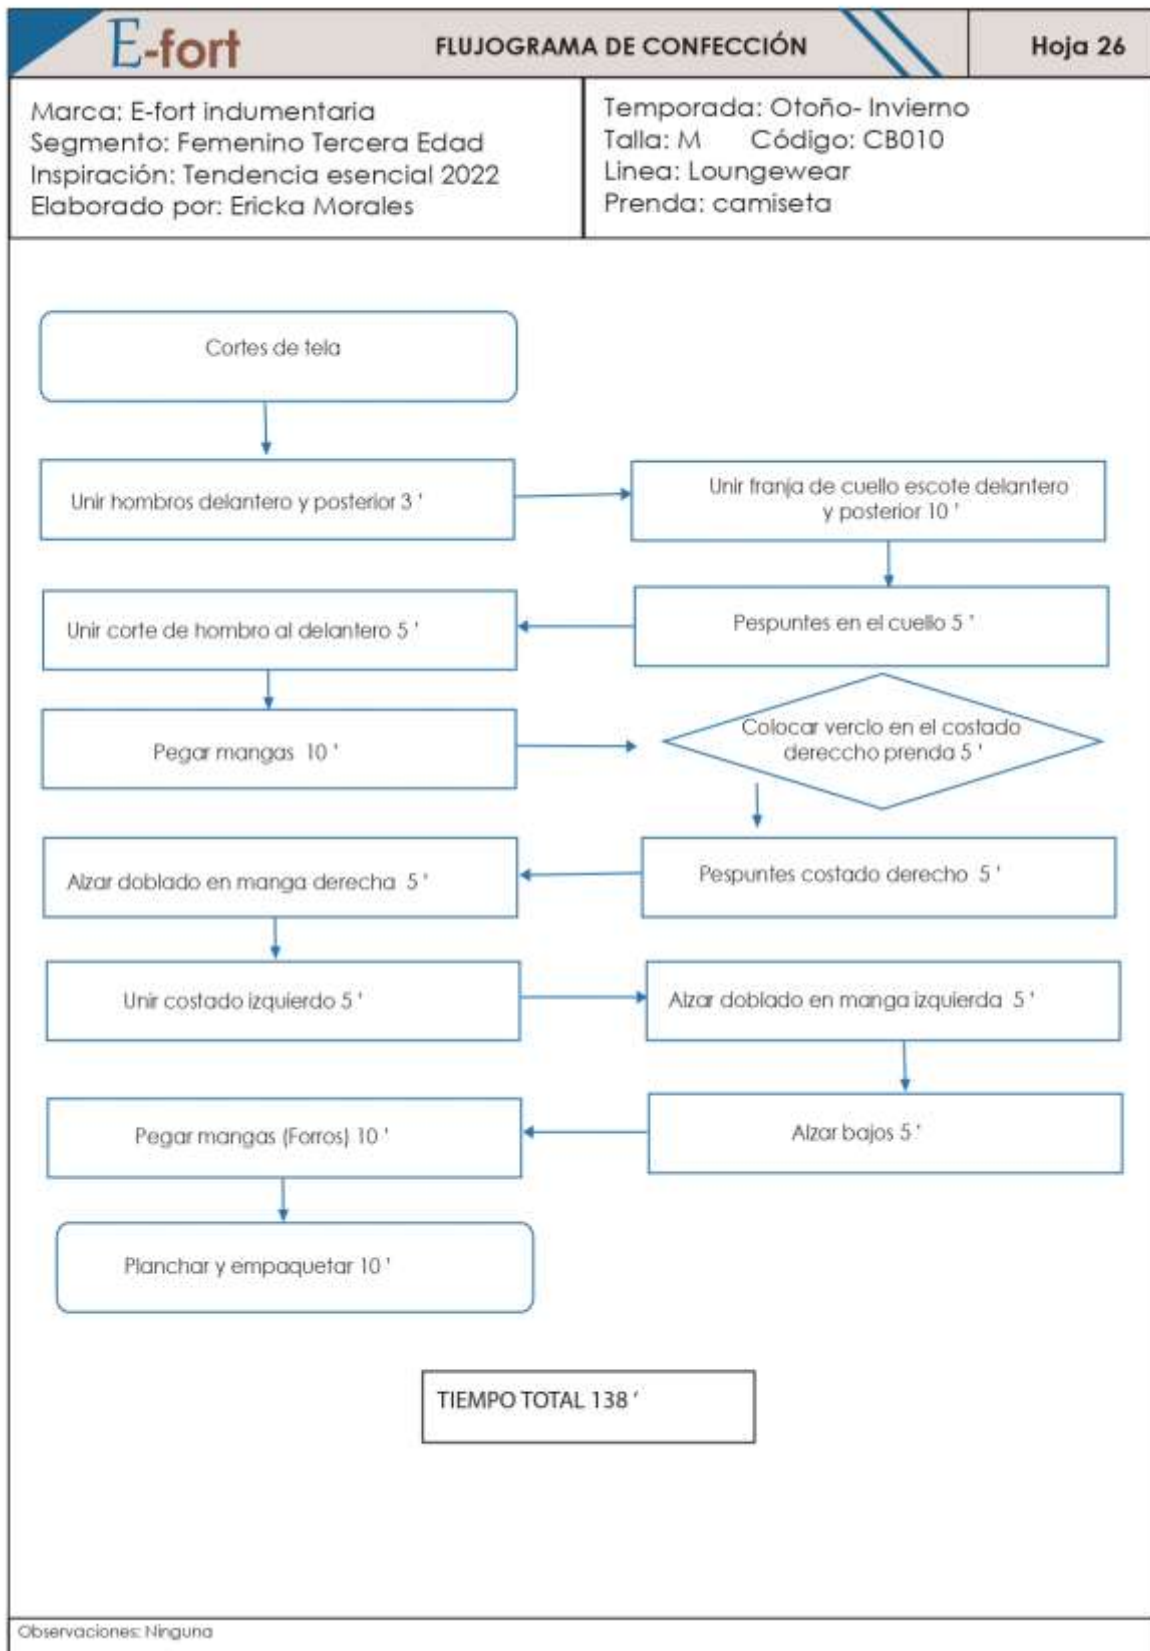 E-fort
FLUJOGRAMA DE CONFECCIÓN
Hoja 26
Marca: E-fort indumentaria
Segmento: Femenino Tercera Edad
Inspiración: Tendencia esencial 2022
Elaborado por: Ericka Morales
Temporada: Otoño- Invierno
Talla: M Código: CB010
Linea: Loungewear
Prenda: camiseta
Cortes de tela
Unir hombros delantero y posterior 3 '
Unir franja de cuello escote delantero
y posterior 10 '
Pespuntes en el cuello 5 '
Unir corte de hombro al delantero 5 '
Pegar mangas 10 '
Colocar verclo en el costado
dereccho prenda 5 '
Pespuntes costado derecho 5 '
Alzar doblado en manga derecha 5 '
Unir costado izquierdo 5 '
Alzar doblado en manga izquierda 5 '
Alzar bajos 5 '
Pegar mangas (Forros) 10 '
Planchar y empaquetar 10 '
TIEMPO TOTAL 138 ‘
Observaciones: Ninguna